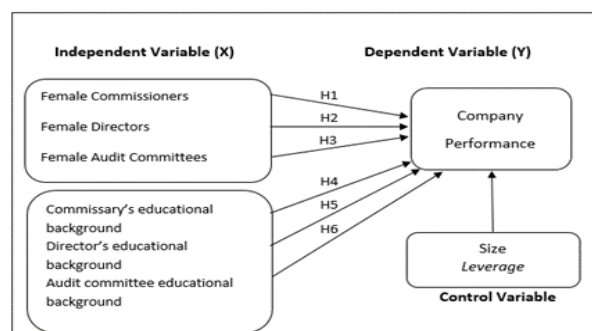 Independent Variable (X)
Dependent Variable (Y)
Female Commissioners
Female Directors
Female Audit Committees
H1
H2
H3
Company
Performance
Commissary's educational
background
Director's educational
background
Audit committee educational
background
H4
H5
H6
Size
Leverage
Control Variable